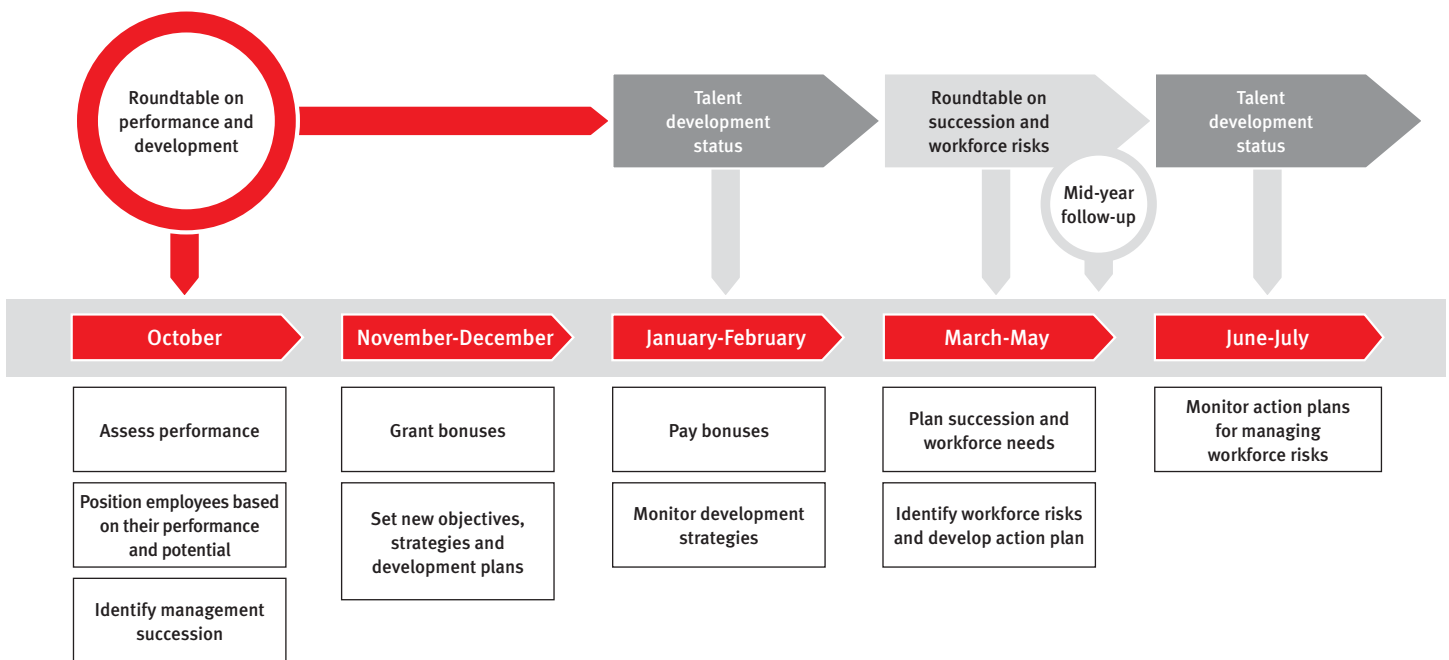 Roundtable on
performance and
development
Talent
development
status
Roundtable on
succession and
workforce risks
Mid-year
follow-up
Talent
development
status
October
November-December
January-February
March-May
June-July
Assess performance
Position employees based
on their performance
and potential
Identify management
succession
Grant bonuses
Set new objectives,
strategies and
development plans
Pay bonuses
Monitor development
strategies
Plan succession and
workforce needs
Identify workforce risks
and develop action plan
Monitor action plans
for managing
workforce risks